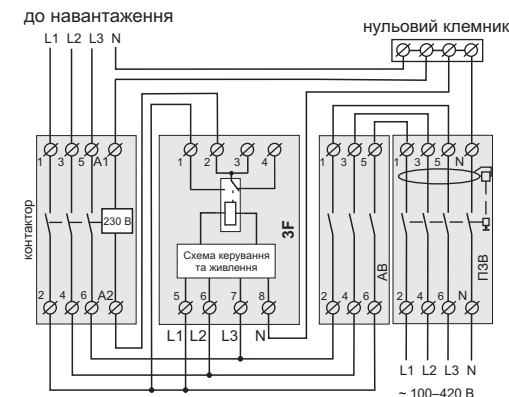 до навантаження
нульовий клемник
L1 L2 L3 N
1 3 5 A1
1 2 3 4
1 3 5
1 3 5 N
контактор
230 В
3F
Схема керування
та живлення
АВ
ПЗВ
2 4 6 A2
5 6 7 8
2 4 6
2 4 6 N
L1 L2 L3 N
L1 L2 L3 N
~ 100–420 В